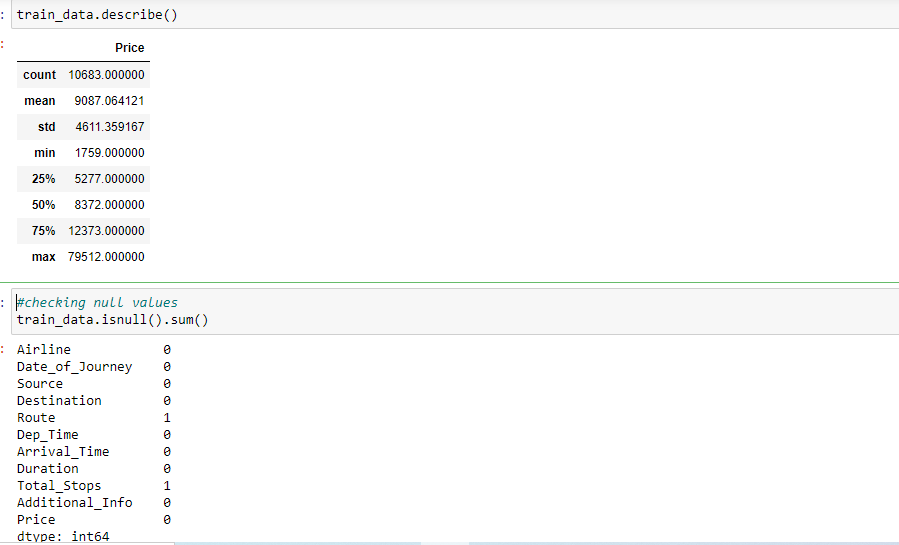 : train_data.describe()
:
Price
count 10683.000000
mean 9087.064121
std 4611.359167
min 1759.000000
25% 5277.000000
50% 8372.000000
75% 12373.000000
max 79512.000000
: #checking null values
train_data.isnull().sum()
: Airline 0
Date_of_Journey 0
Source 0
Destination 0
Route 1
Dep_Time 0
Arrival_Time 0
Duration 0
Total_Stops 1
Additional_Info 0
Price 0
dtype: int64